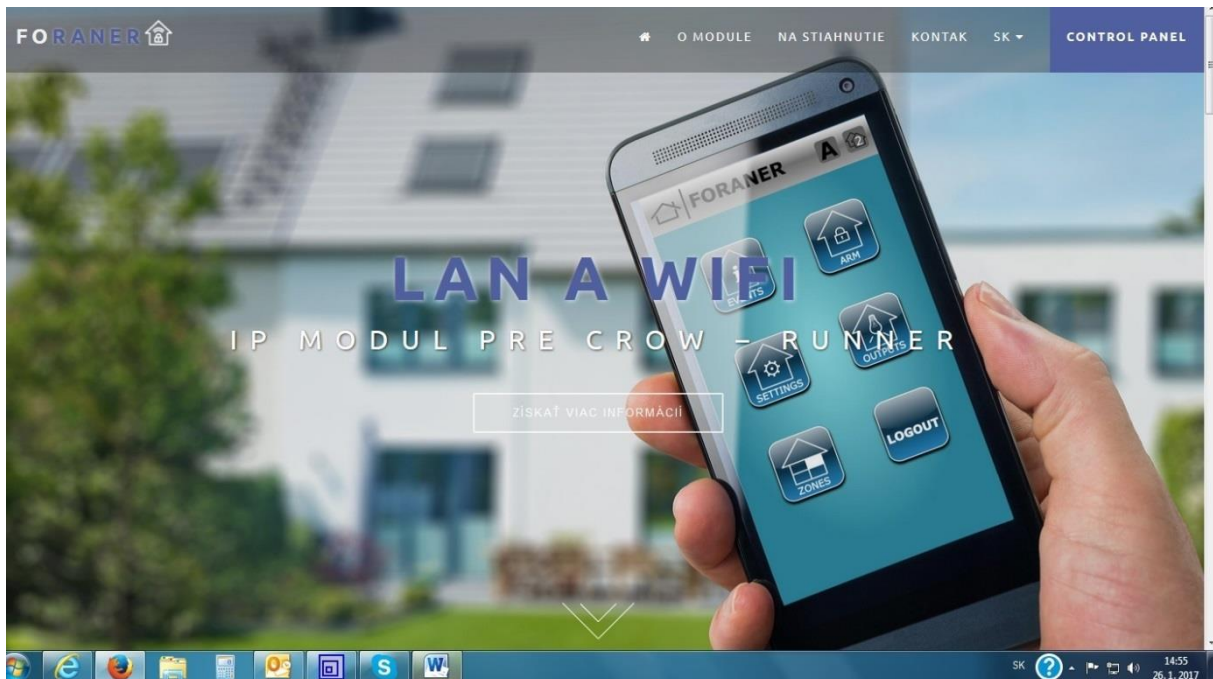 FORANER
O MODULE NA STIAHNUTIE KONTAK SK CONTROL PANEL
FORANER A 2
ARM
EVENTS
LAN A WIFI
IP MODUL PRE CROW – RUNNER
OUTPUTS
SETTINGS
ZÍSKAŤ VIAC INFORMÁCIÍ
LOGOUT
ZONES
SK 14:55
26. 1. 2017